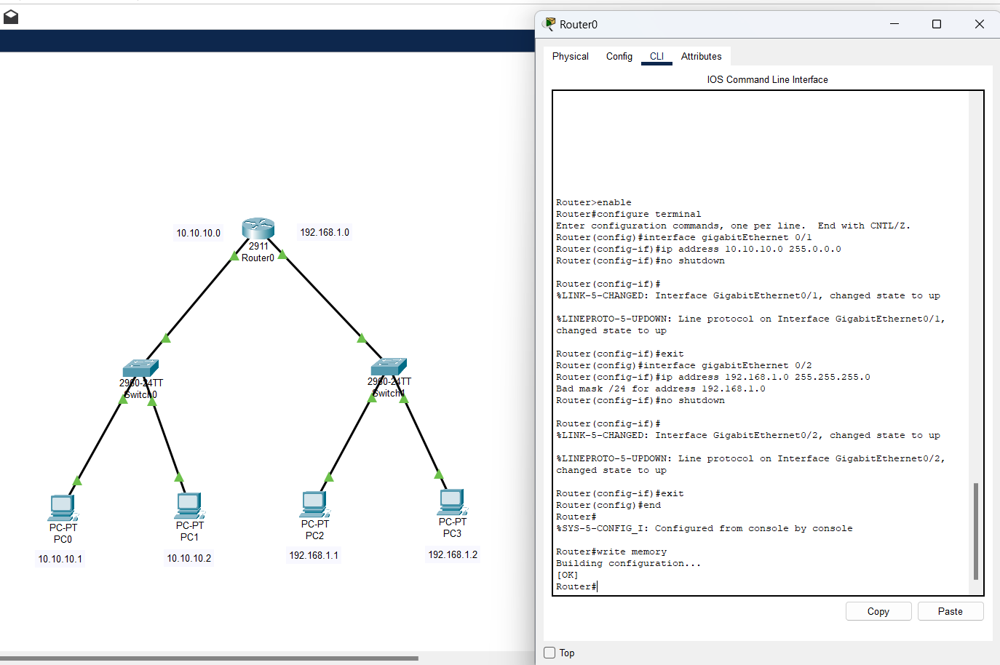 Router0
Physical Config CLI Attributes
IOS Command Line Interface
Router>enable
Router#configure terminal
Enter configuration commands, one per line.  End with CNTL/Z.
Router(config)#interface gigabitEthernet 0/1
Router(config-if)#ip address 10.10.10.0 255.0.0.0
Router(config-if)#no shutdown
Router(config-if)#
%LINK-5-CHANGED: Interface GigabitEthernet0/1, changed state to up
%LINEPROTO-5-UPDOWN: Line protocol on Interface GigabitEthernet0/1,
changed state to up
Router(config-if)#exit
Router(config)#interface gigabitEthernet 0/2
Router(config-if)#ip address 192.168.1.0 255.255.255.0
Bad mask /24 for address 192.168.1.0
Router(config-if)#no shutdown
Router(config-if)#
%LINK-5-CHANGED: Interface GigabitEthernet0/2, changed state to up
%LINEPROTO-5-UPDOWN: Line protocol on Interface GigabitEthernet0/2,
changed state to up
Router(config-if)#exit
Router(config)#end
Router#
%SYS-5-CONFIG_I: Configured from console by console
Router#write memory
Building configuration...
[OK]
Router#
Copy Paste
Top
10.10.10.0
192.168.1.0
2911
Router0
2960-24TT
Switch0
2960-24TT
Switch1
PC-PT
PC0
PC-PT
PC1
PC-PT
PC2
PC-PT
PC3
10.10.10.1
10.10.10.2
192.168.1.1
192.168.1.2